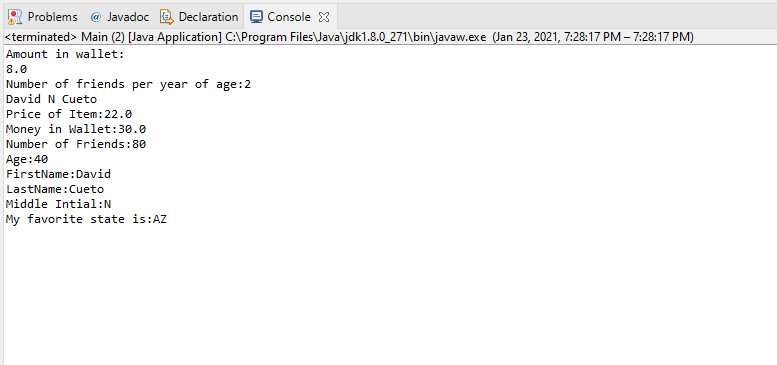 Problems @ Javadoc Declaration Console
<terminated> Main (2) [Java Application] C:\Program Files\Java\jdk1.8.0_271\bin\javaw.exe (Jan 23, 2021, 7:28:17 PM – 7:28:17 PM)
Amount in wallet:
8.0
Number of friends per year of age:2
David N Cueto
Price of Item:22.0
Money in Wallet:30.0
Number of Friends:80
Age:40
FirstName:David
LastName:Cueto
Middle Intial:N
My favorite state is:AZ